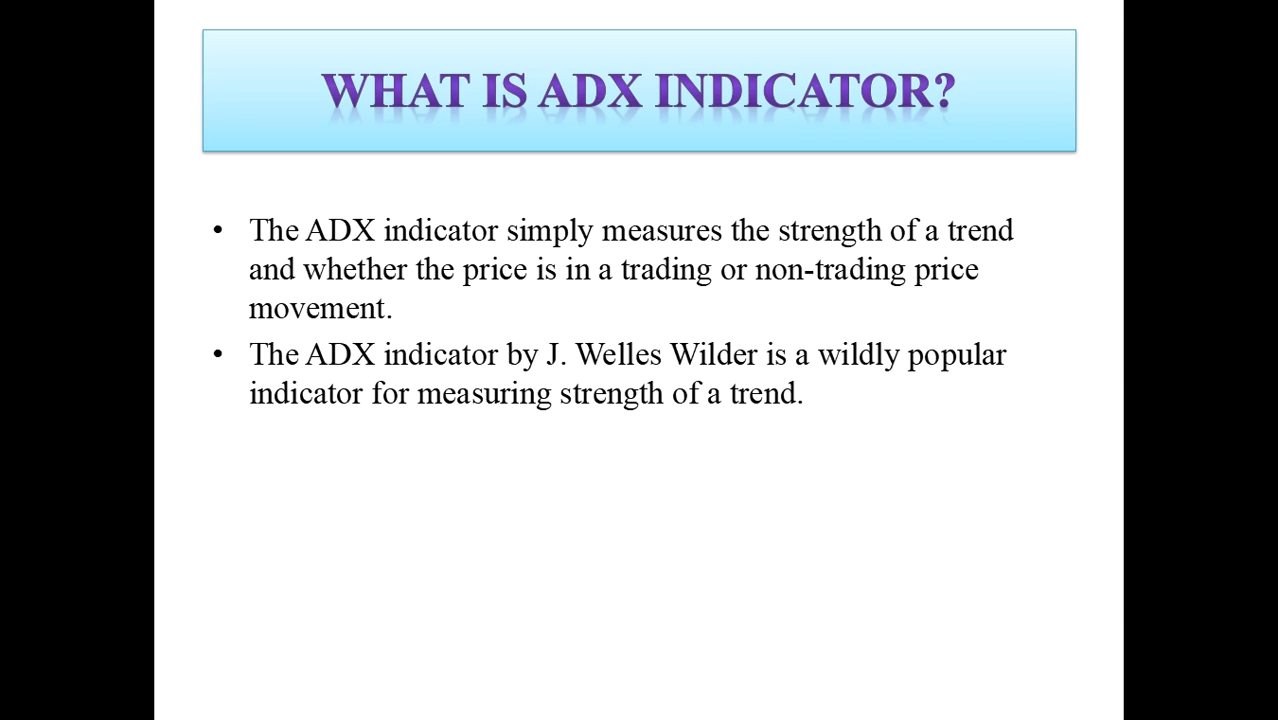 WHAT IS ADX INDICATOR?
• The ADX indicator simply measures the strength of a trend
and whether the price is in a trading or non-trading price
movement.
• The ADX indicator by J. Welles Wilder is a wildly popular
indicator for measuring strength of a trend.